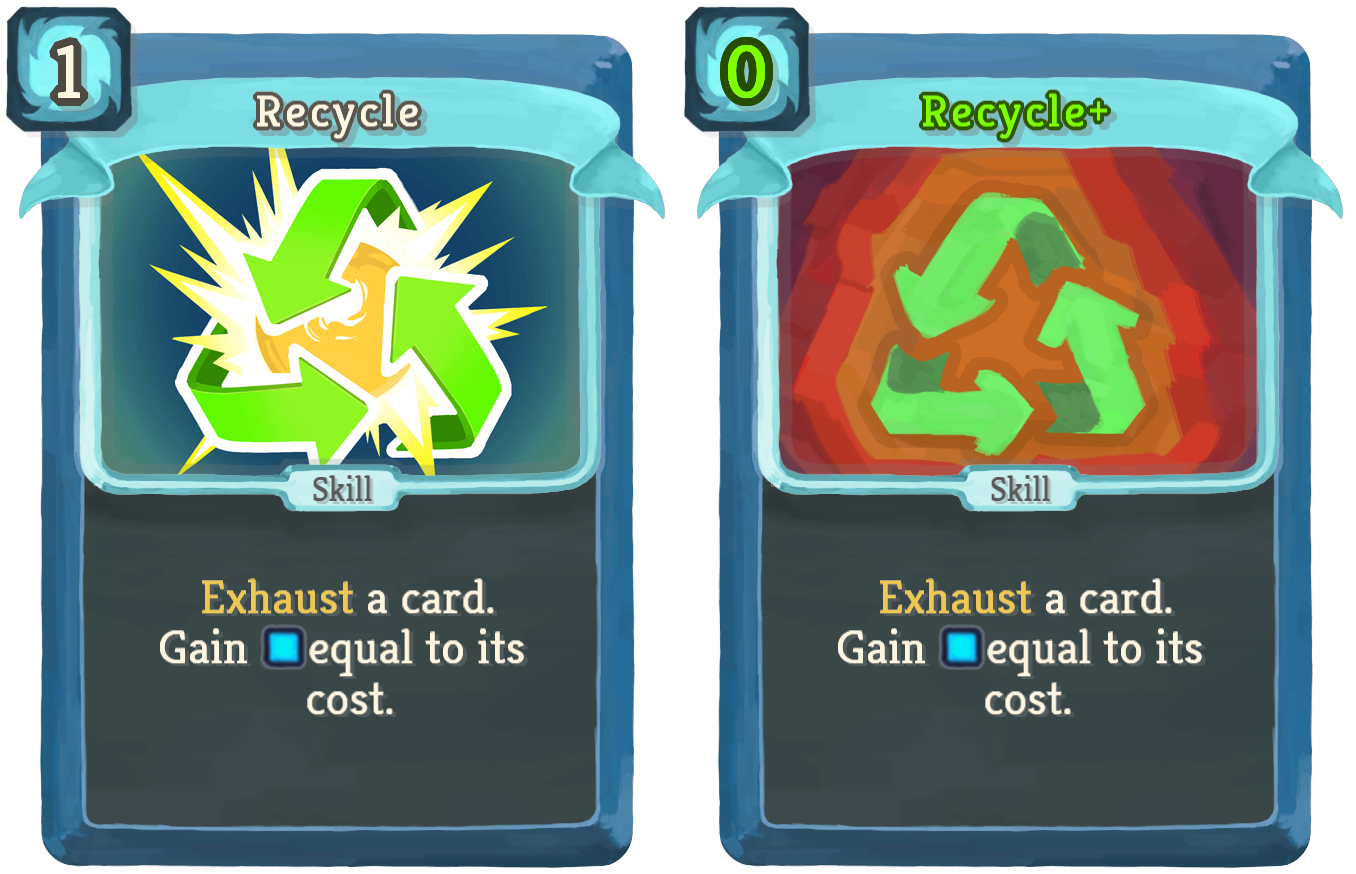 1
Recycle
Skill
Exhaust a card.
Gain equal to its
cost.
0
Recycle+
Skill
Exhaust a card.
Gain equal to its
cost.